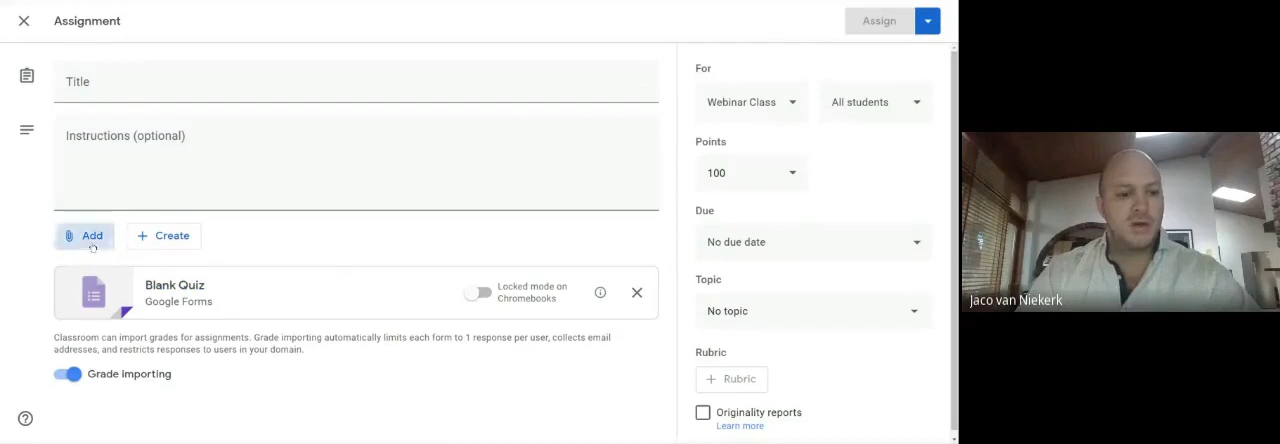 Assignment
Assign
Title
Instructions (optional)
Add
Create
Blank Quiz
Google Forms
Locked mode on
Chromebooks
Classroom can import grades for assignments. Grade importing automatically limits each form to 1 response per user, collects email
addresses, and restricts responses to users in your domain.
Grade importing
For
Webinar Class
All students
Points
100
Due
No due date
Topic
No topic
Rubric
Rubric
Originality reports
Learn more
Jaco van Niekerk